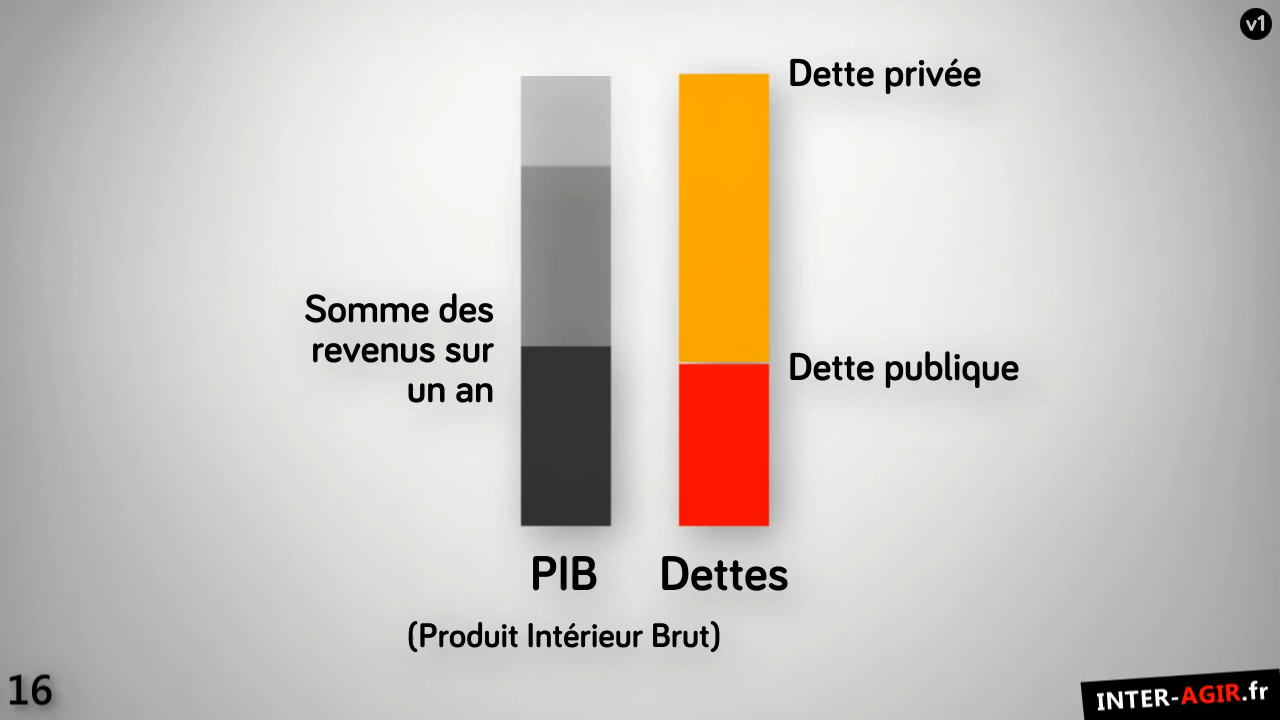 v1
Dette privée
Somme des
revenus sur
un an
Dette publique
PIB
Dettes
(Produit Intérieur Brut)
16
INTER-AGIR.fr